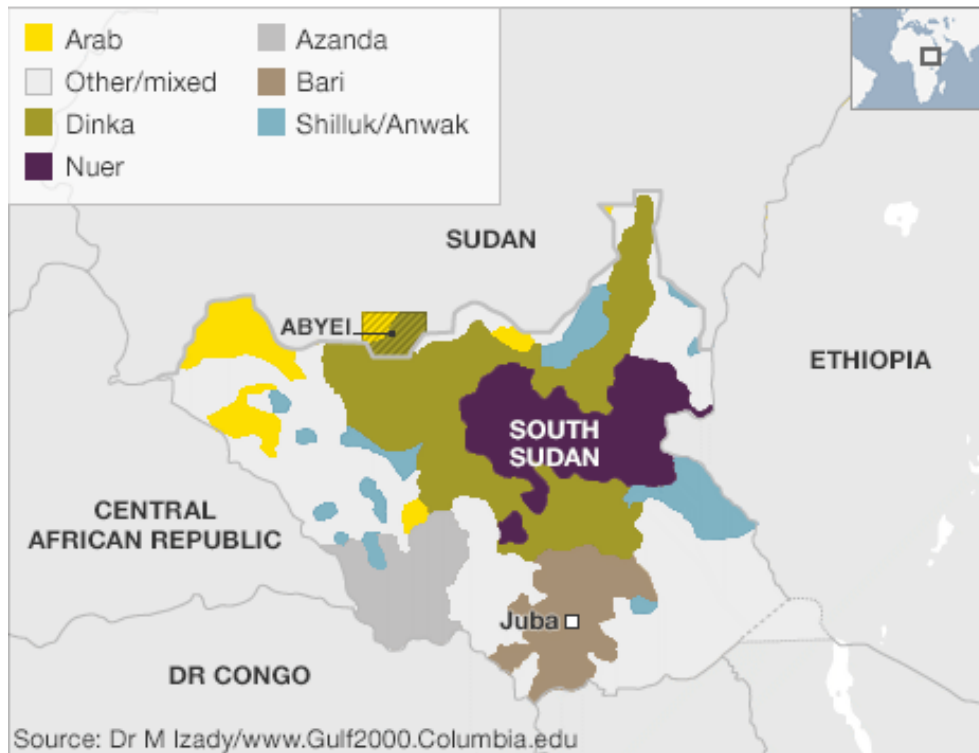 Arab
Other/mixed
Dinka
Nuer
Azanda
Bari
Shilluk/Anwak
SUDAN
ABYEI
ETHIOPIA
SOUTH
SUDAN
CENTRAL
AFRICAN REPUBLIC
Juba
DR CONGO
Source: Dr M Izady/www.Gulf2000.Columbia.edu